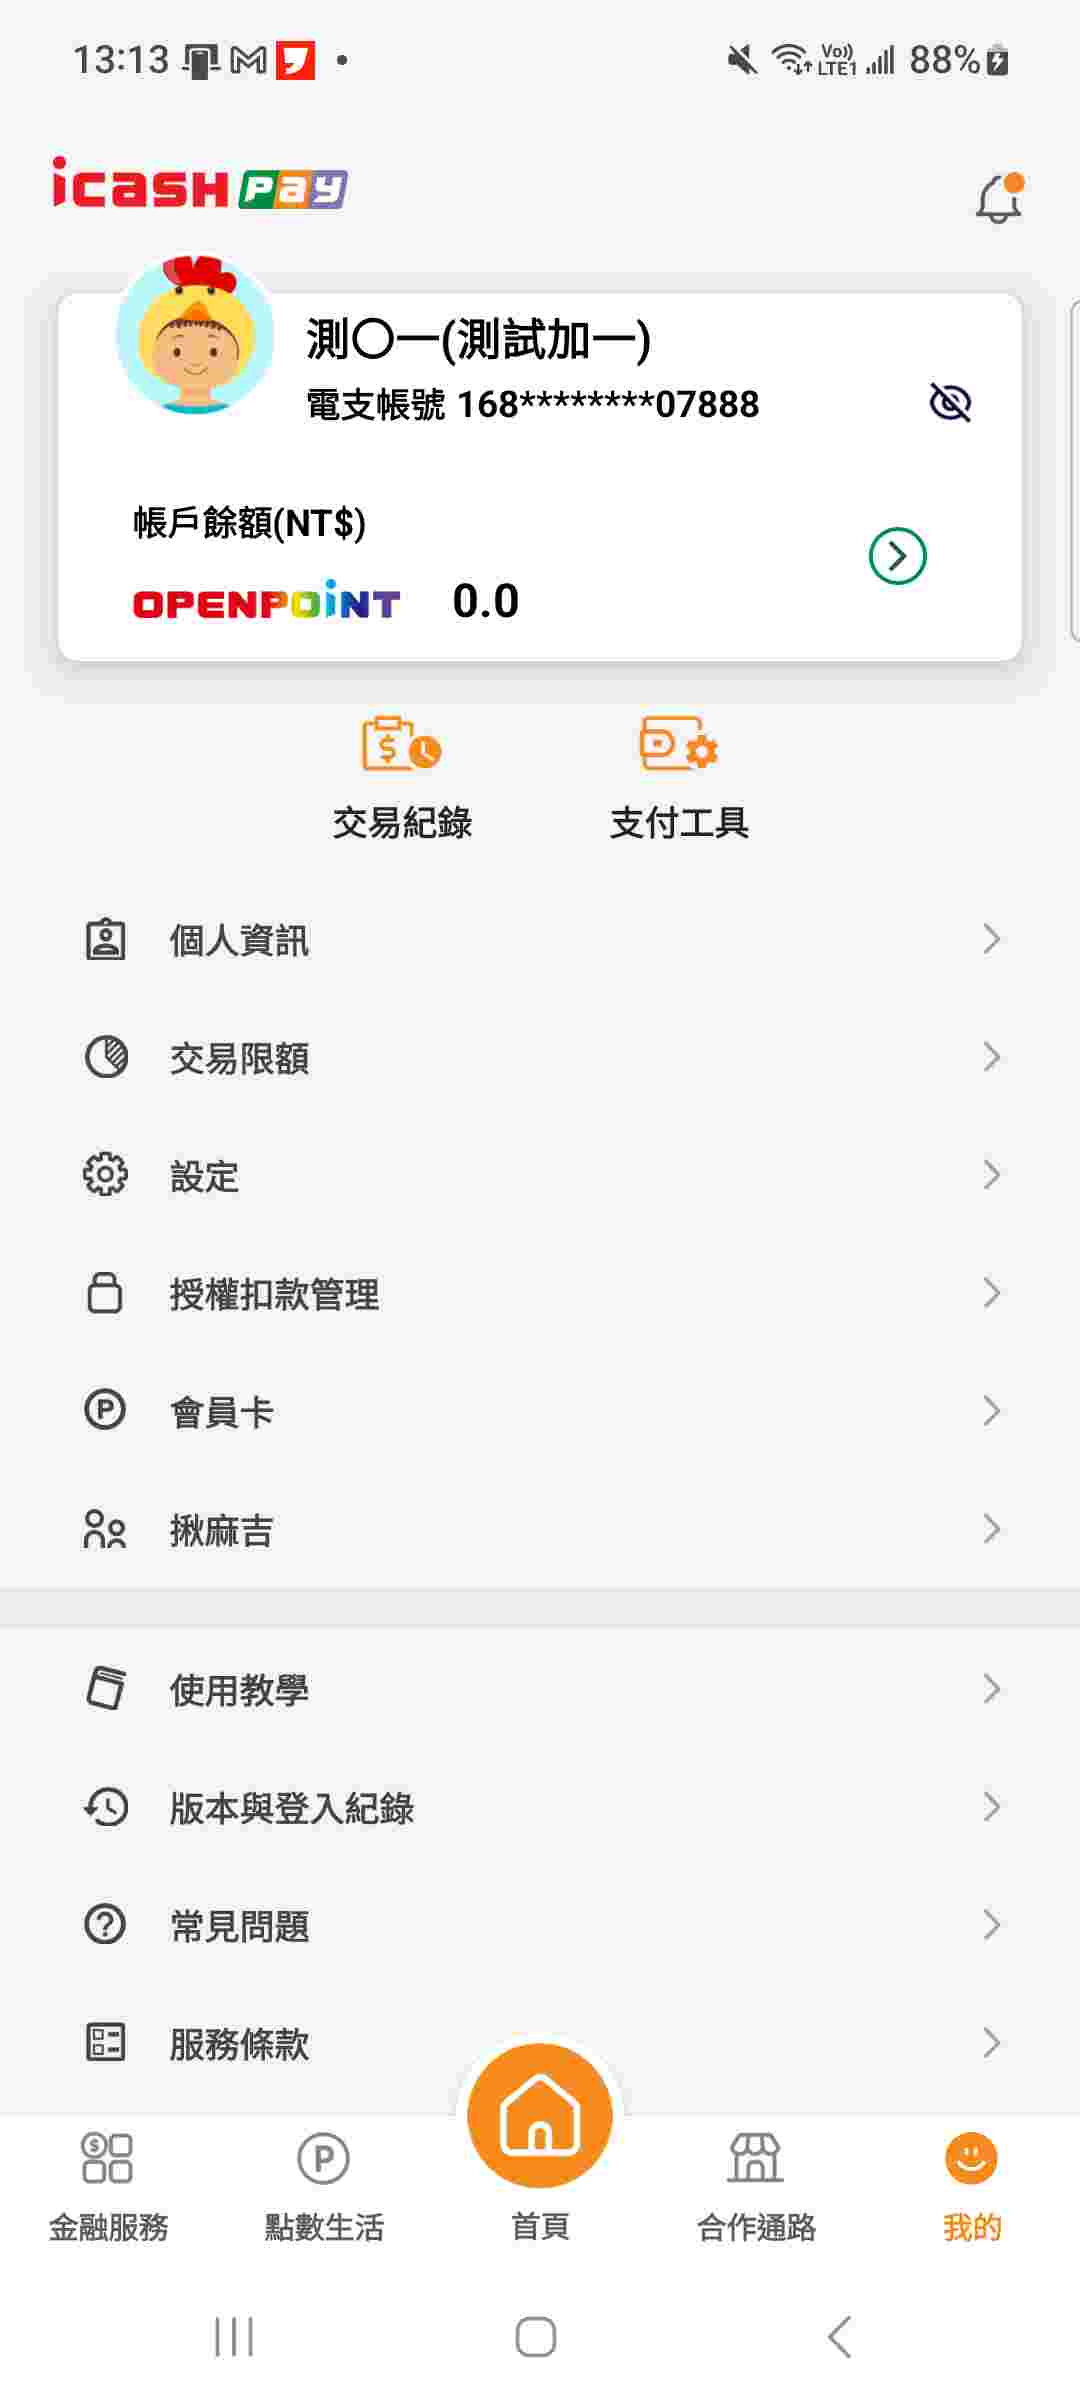 13:13
Vo))
LTE1
88%
icash Pay
測〇一(測試加一)
電支帳號 168********07888
帳戶餘額(NT$)
OPENPOINT 0.0
交易紀錄
支付工具
個人資訊
交易限額
設定
授權扣款管理
會員卡
揪麻吉
使用教學
版本與登入紀錄
常見問題
服務條款
金融服務
點數生活
首頁
合作通路
我的